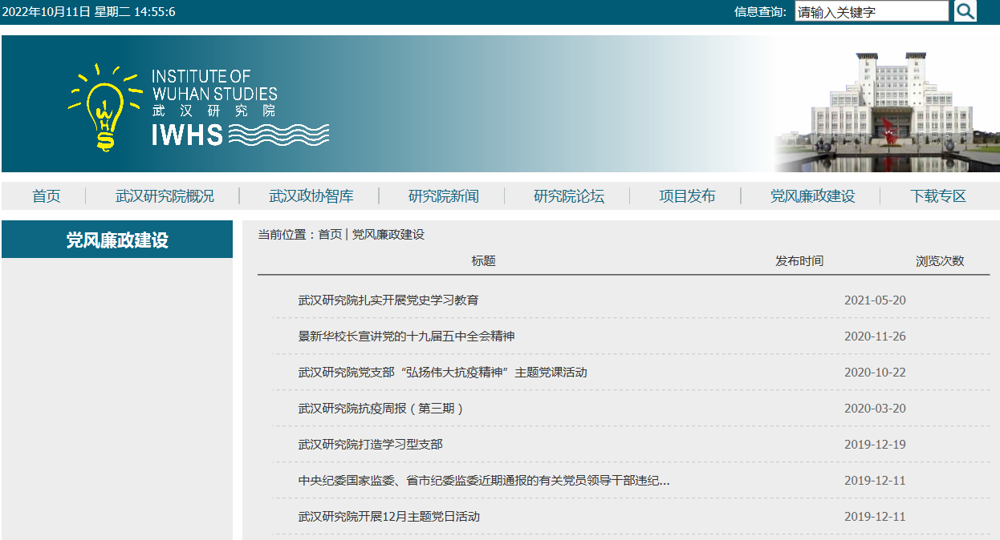 2022年10月11日 星期二 14:55:6 信息查询: 请输入关键字
INSTITUTE OF
WUHAN STUDIES
武汉研究院
IWHS
WHS
首页 武汉研究院概况 武汉政协智库 研究院新闻 研究院论坛 项目发布 党风廉政建设 下载专区
党风廉政建设
当前位置：首页 | 党风廉政建设
标题 发布时间 浏览次数
武汉研究院扎实开展党史学习教育 2021-05-20
景新华校长宣讲党的十九届五中全会精神 2020-11-26
武汉研究院党支部“弘扬伟大抗疫精神”主题党课活动 2020-10-22
武汉研究院抗疫周报（第三期） 2020-03-20
武汉研究院打造学习型支部 2019-12-19
中央纪委国家监委、省市纪委监委近期通报的有关党员领导干部违纪... 2019-12-11
武汉研究院开展12月主题党日活动 2019-12-11